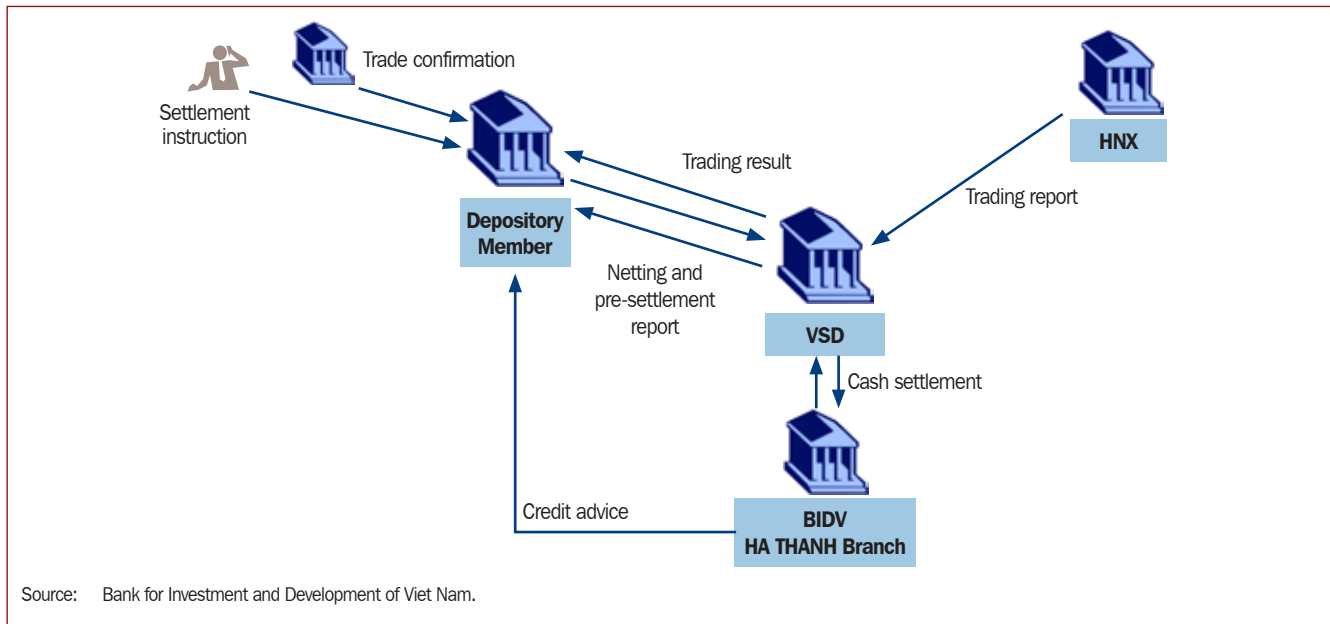 Trade confirmation
Settlement
instruction
HNX
Trading result
Trading report
Depository
Member
Netting and
pre-settlement
report
VSD
Cash settlement
Credit advice
BIDV
HA THANH Branch
Source: Bank for Investment and Development of Viet Nam.